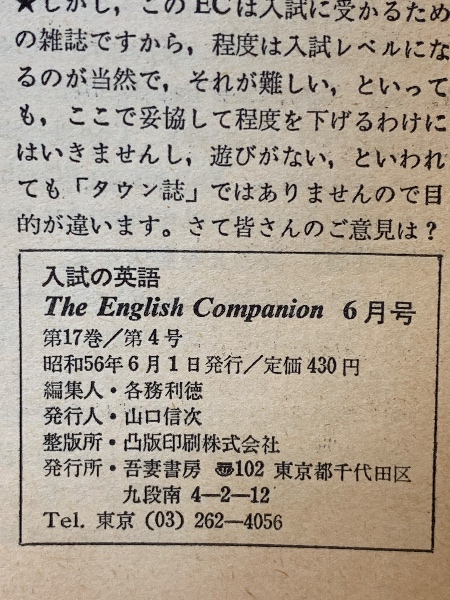 ★しかし，このECは入試に受かるため
の雑誌ですから，程度は入試レベルにな
るのが当然で，それが難しい，といって
も，ここで妥協して程度を下げるわけに
はいきませんし，遊びがない，といわれ
ても「タウン誌」ではありませんので目
的が違います。さて皆さんのご意見は？
入試の英語
The English Companion 6月号
第17巻／第4号
昭和56年6月1日発行／定価430円
編集人・各務利徳
発行人・山口信次
整版所・凸版印刷株式会社
発行所・吾妻書房 〠102 東京都千代田区
九段南 4―2―12
Tel. 東京 (03) 262―4056